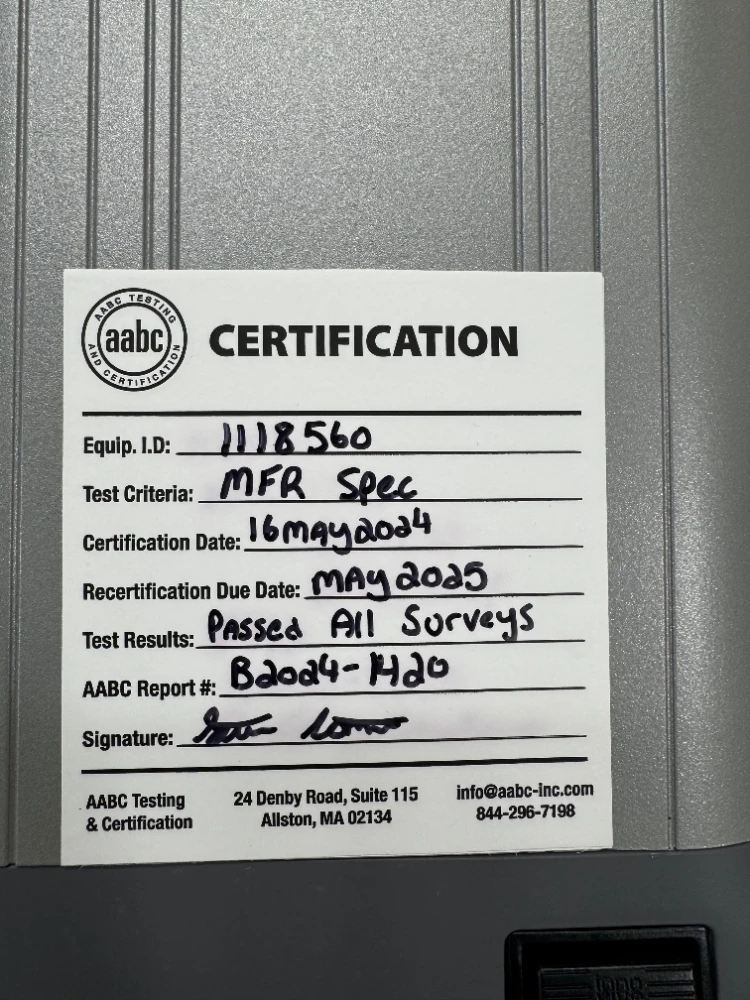 AABC TESTING
aabc
AND CERTIFICATION
CERTIFICATION
Equip. I.D: 1118560
Test Criteria: MFR Spec
Certification Date: 16MAY2024
Recertification Due Date: MAY2025
Test Results: PASSed All Surveys
AABC Report #: B2024-1420
Signature:
AABC Testing
& Certification
24 Denby Road, Suite 115
Allston, MA 02134
info@aabc-inc.com
844-296-7198